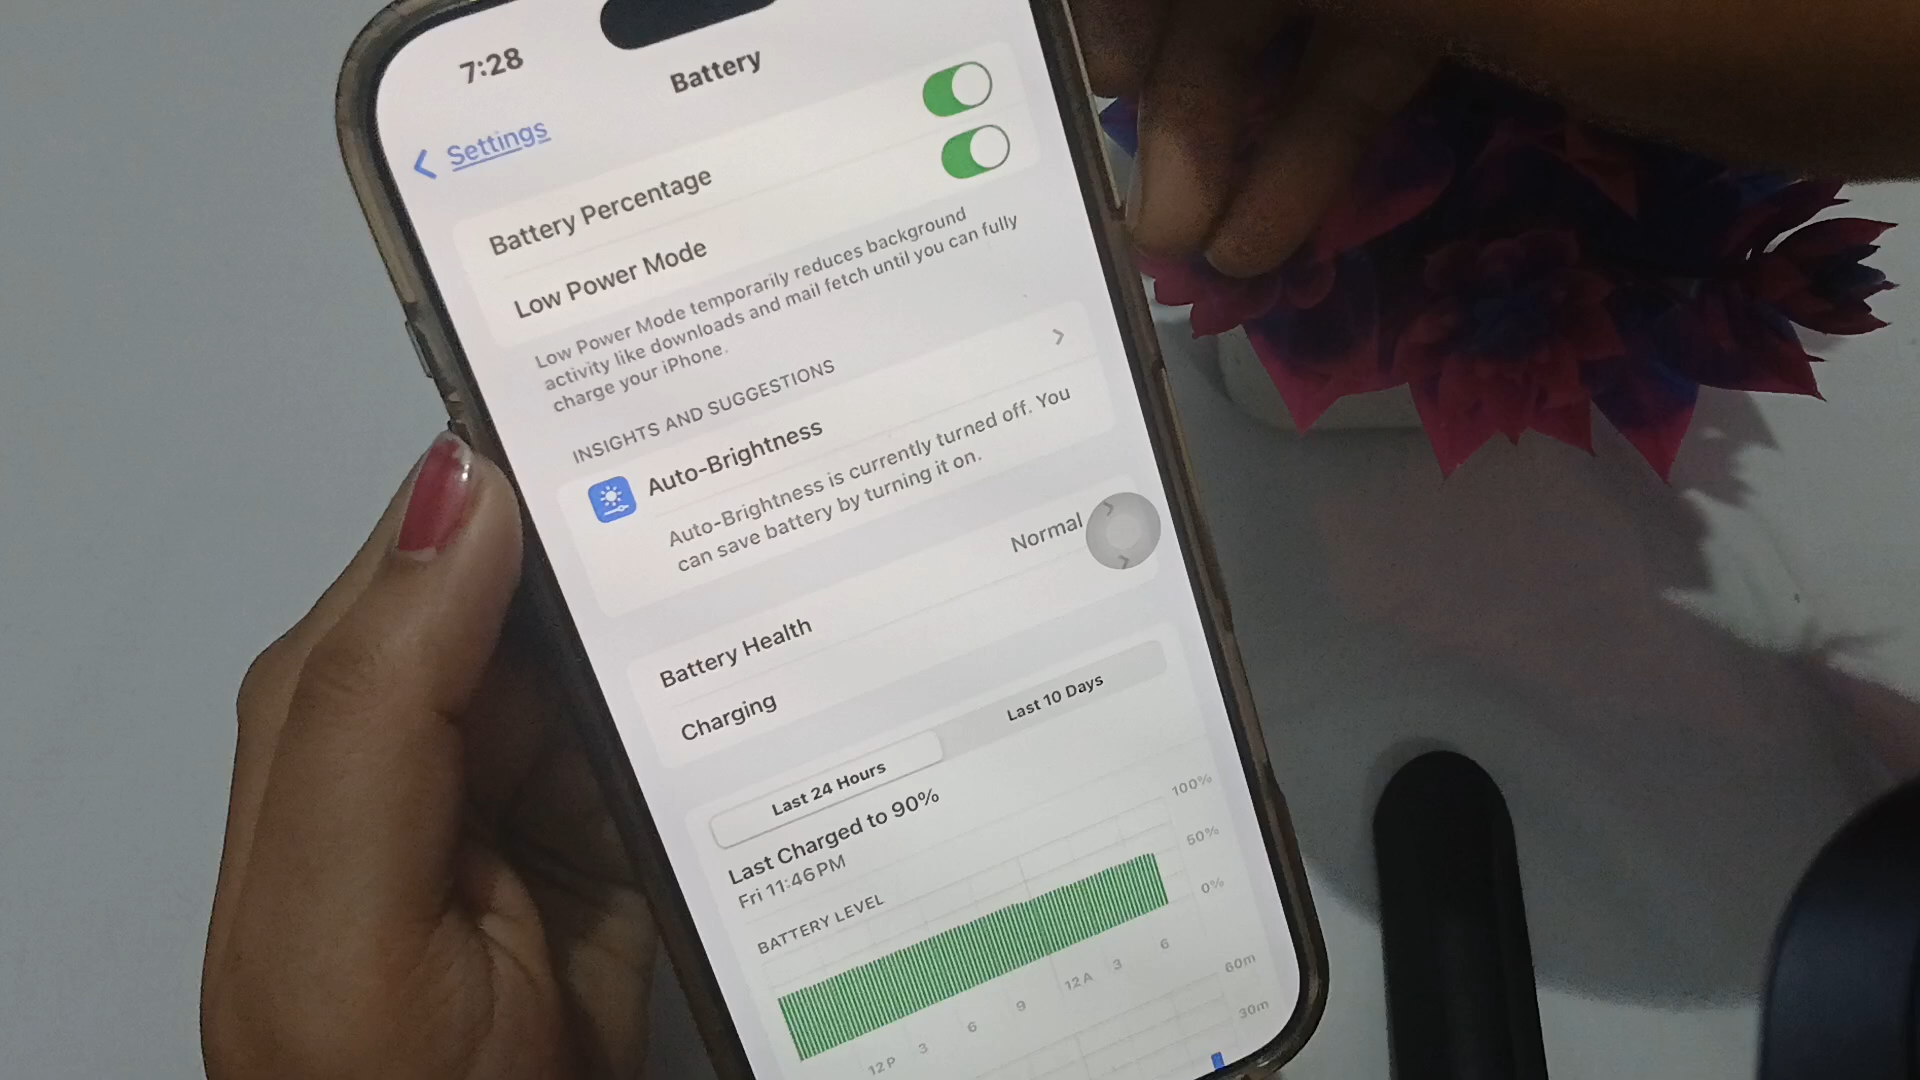 7:28
Battery
Settings
Battery Percentage
Low Power Mode
Low Power Mode temporarily reduces background
activity like downloads and mail fetch until you can fully
charge your iPhone.
INSIGHTS AND SUGGESTIONS
Auto-Brightness
Auto-Brightness is currently turned off. You
can save battery by turning it on.
Battery Health
Normal
Charging
Last 24 Hours
Last 10 Days
Last Charged to 90%
Fri 11:46 PM
BATTERY LEVEL
100%
50%
0%
12 P
3
6
9
12 A
3
6
60m
30m